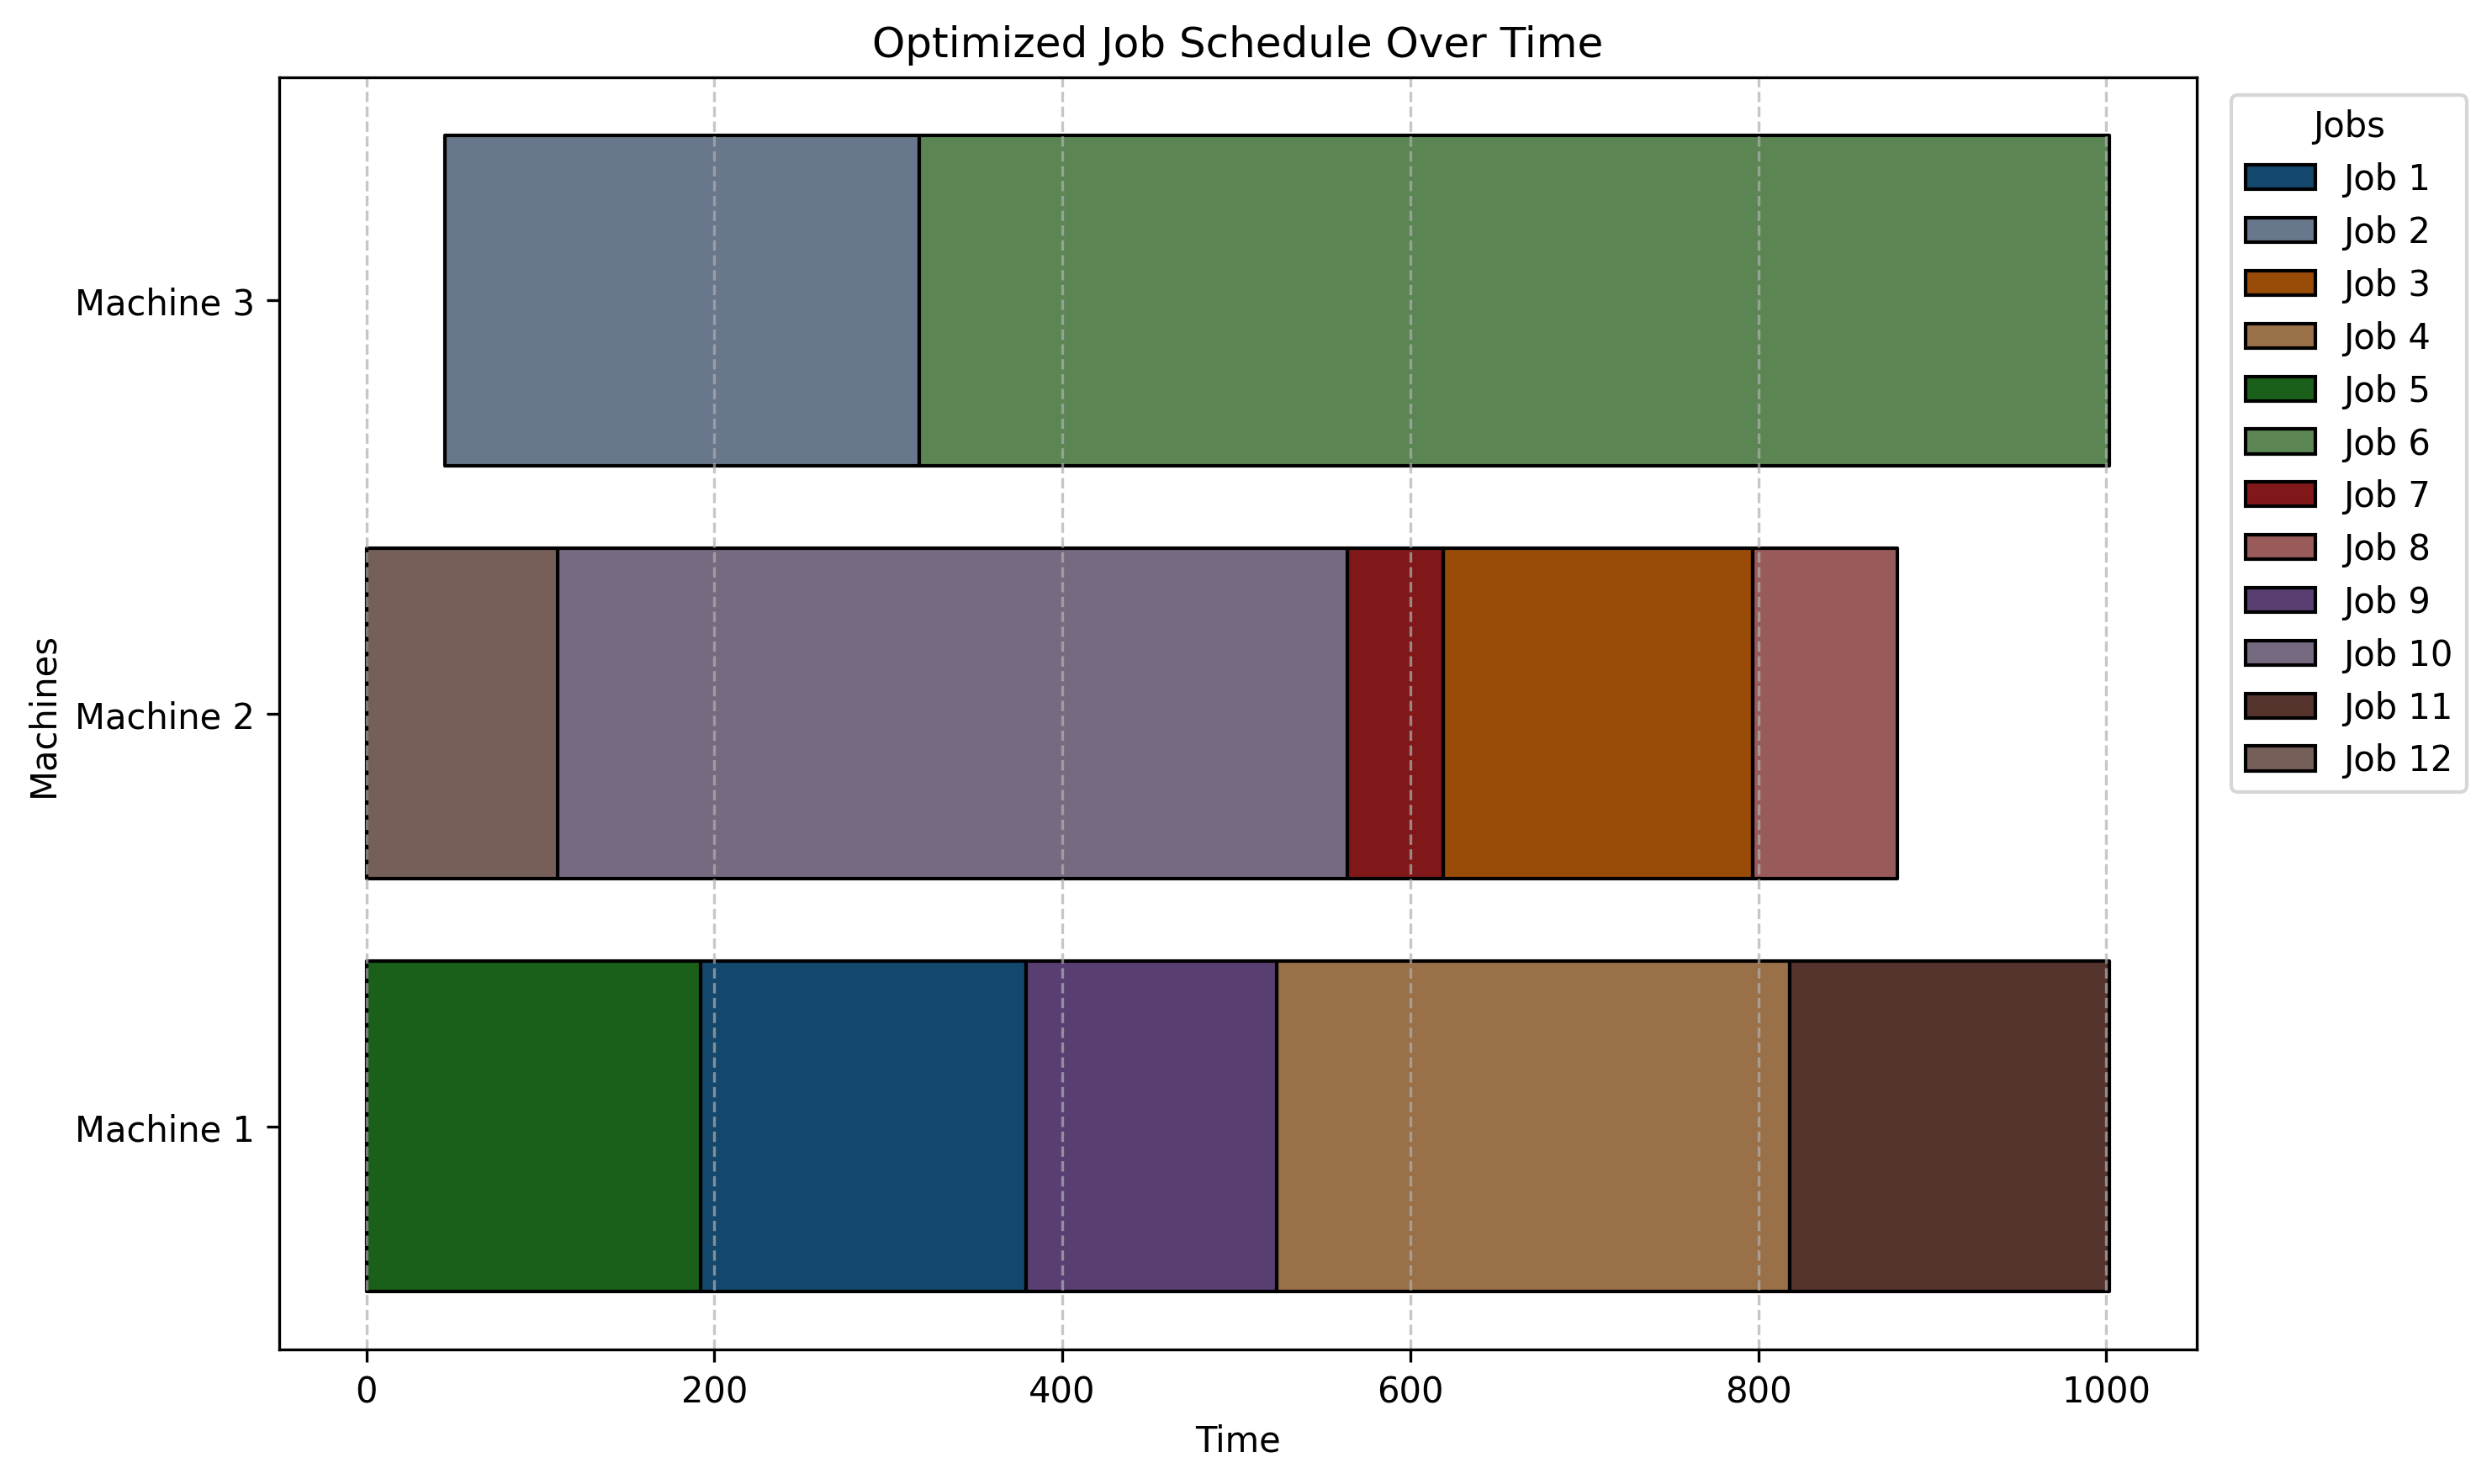 Optimized Job Schedule Over Time
Machines
Machine 3
Machine 2
Machine 1
0 200 400 600 800 1000
Time
Jobs
Job 1
Job 2
Job 3
Job 4
Job 5
Job 6
Job 7
Job 8
Job 9
Job 10
Job 11
Job 12